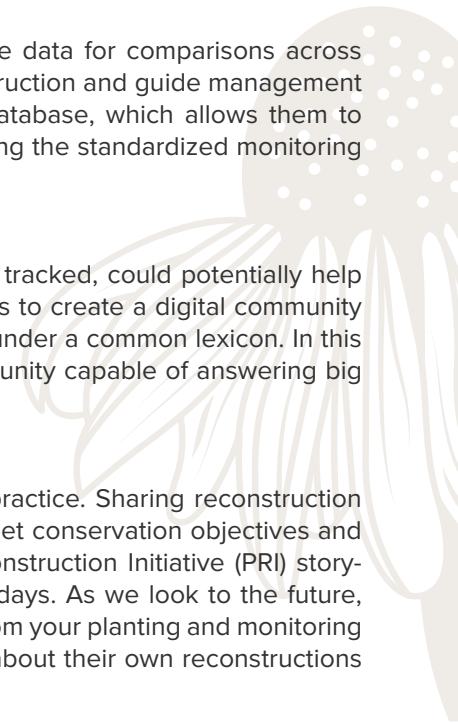 e data for comparisons across
ruction and guide management
atabase, which allows them to
ng the standardized monitoring
tracked, could potentially help
s to create a digital community
under a common lexicon. In this
unity capable of answering big
practice. Sharing reconstruction
et conservation objectives and
onstruction Initiative (PRI) story-
days. As we look to the future,
om your planting and monitoring
about their own reconstructions